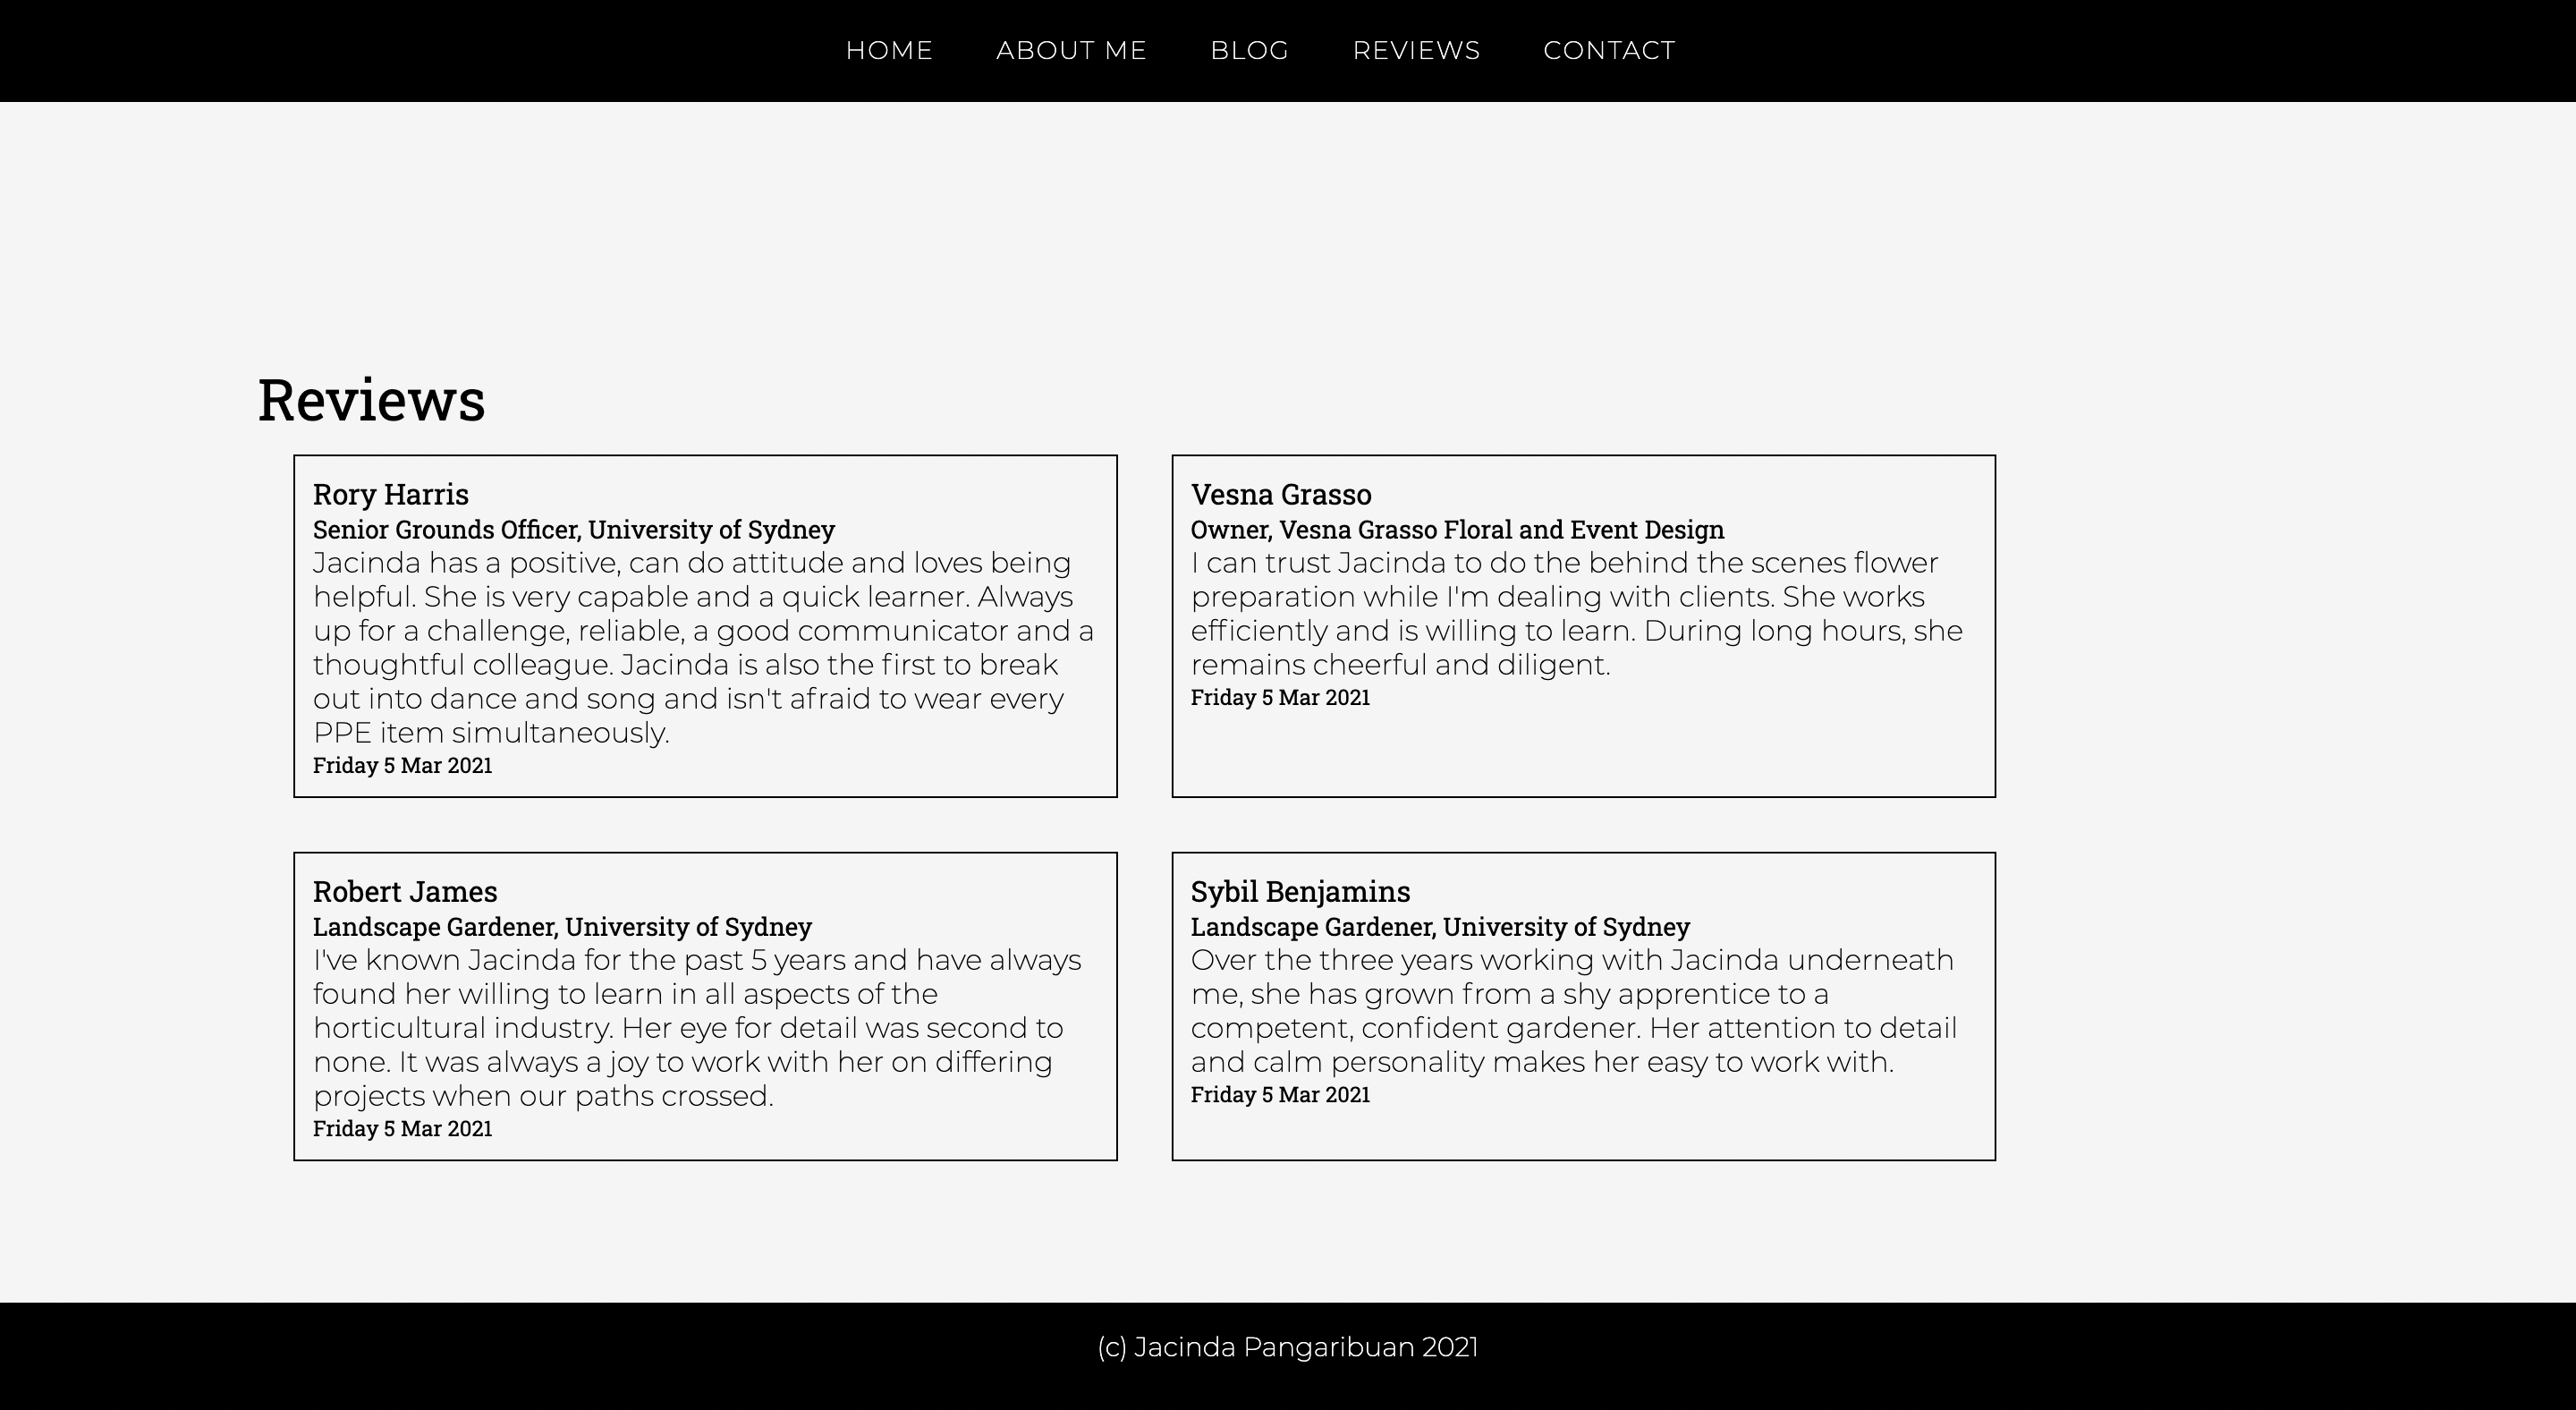 HOME ABOUT ME BLOG REVIEWS CONTACT
Reviews
Rory Harris
Senior Grounds Officer, University of Sydney
Jacinda has a positive, can do attitude and loves being
helpful. She is very capable and a quick learner. Always
up for a challenge, reliable, a good communicator and a
thoughtful colleague. Jacinda is also the first to break
out into dance and song and isn't afraid to wear every
PPE item simultaneously.
Friday 5 Mar 2021
Vesna Grasso
Owner, Vesna Grasso Floral and Event Design
I can trust Jacinda to do the behind the scenes flower
preparation while I'm dealing with clients. She works
efficiently and is willing to learn. During long hours, she
remains cheerful and diligent.
Friday 5 Mar 2021
Robert James
Landscape Gardener, University of Sydney
I've known Jacinda for the past 5 years and have always
found her willing to learn in all aspects of the
horticultural industry. Her eye for detail was second to
none. It was always a joy to work with her on differing
projects when our paths crossed.
Friday 5 Mar 2021
Sybil Benjamins
Landscape Gardener, University of Sydney
Over the three years working with Jacinda underneath
me, she has grown from a shy apprentice to a
competent, confident gardener. Her attention to detail
and calm personality makes her easy to work with.
Friday 5 Mar 2021
(c) Jacinda Pangaribuan 2021